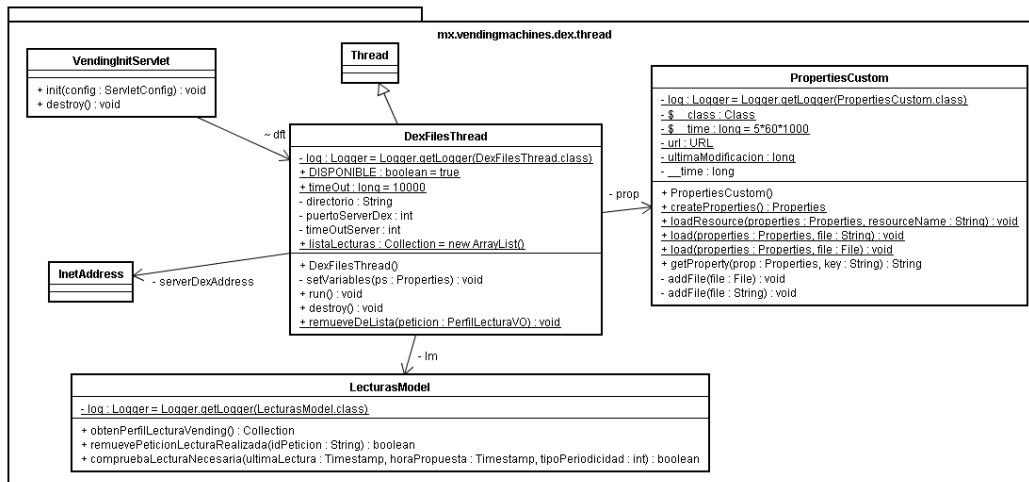 mx.vendingmachines.dex.thread
VendingInitServlet
+ init(config : ServletConfig) : void
+ destroy() : void
Thread
~ dft
DexFilesThread
- log : Logger = Logger.getLogger(DexFilesThread.class)
+ DISPONIBLE : boolean = true
+ timeOut : long = 10000
- directorio : String
- puertoServerDex : int
- timeOutServer : int
+ listaLecturas : Collection = new ArrayList()
+ DexFilesThread()
- setVariables(ps : Properties) : void
+ run() : void
+ destroy() : void
+ remueveDeLista(peticion : PerfilLecturaVO) : void
- prop
PropertiesCustom
- log : Logger = Logger.getLogger(PropertiesCustom.class)
- $__class : Class
- $__time : long = 5*60*1000
- url : URL
- ultimaModificacion : long
- __time : long
+ PropertiesCustom()
+ createProperties() : Properties
+ loadResource(properties : Properties, resourceName : String) : void
+ load(properties : Properties, file : String) : void
+ load(properties : Properties, file : File) : void
+ getProperty(prop : Properties, key : String) : String
- addFile(file : File) : void
- addFile(file : String) : void
InetAddress
- serverDexAddress
- lm
LecturasModel
- log : Logger = Logger.getLogger(LecturasModel.class)
+ obtenPerfilLecturaVending() : Collection
+ remuevePeticionLecturaRealizada(idPeticion : String) : boolean
+ compruebaLecturaNecesaria(ultimaLectura : Timestamp, horaPropuesta : Timestamp, tipoPeriodicidad : int) : boolean